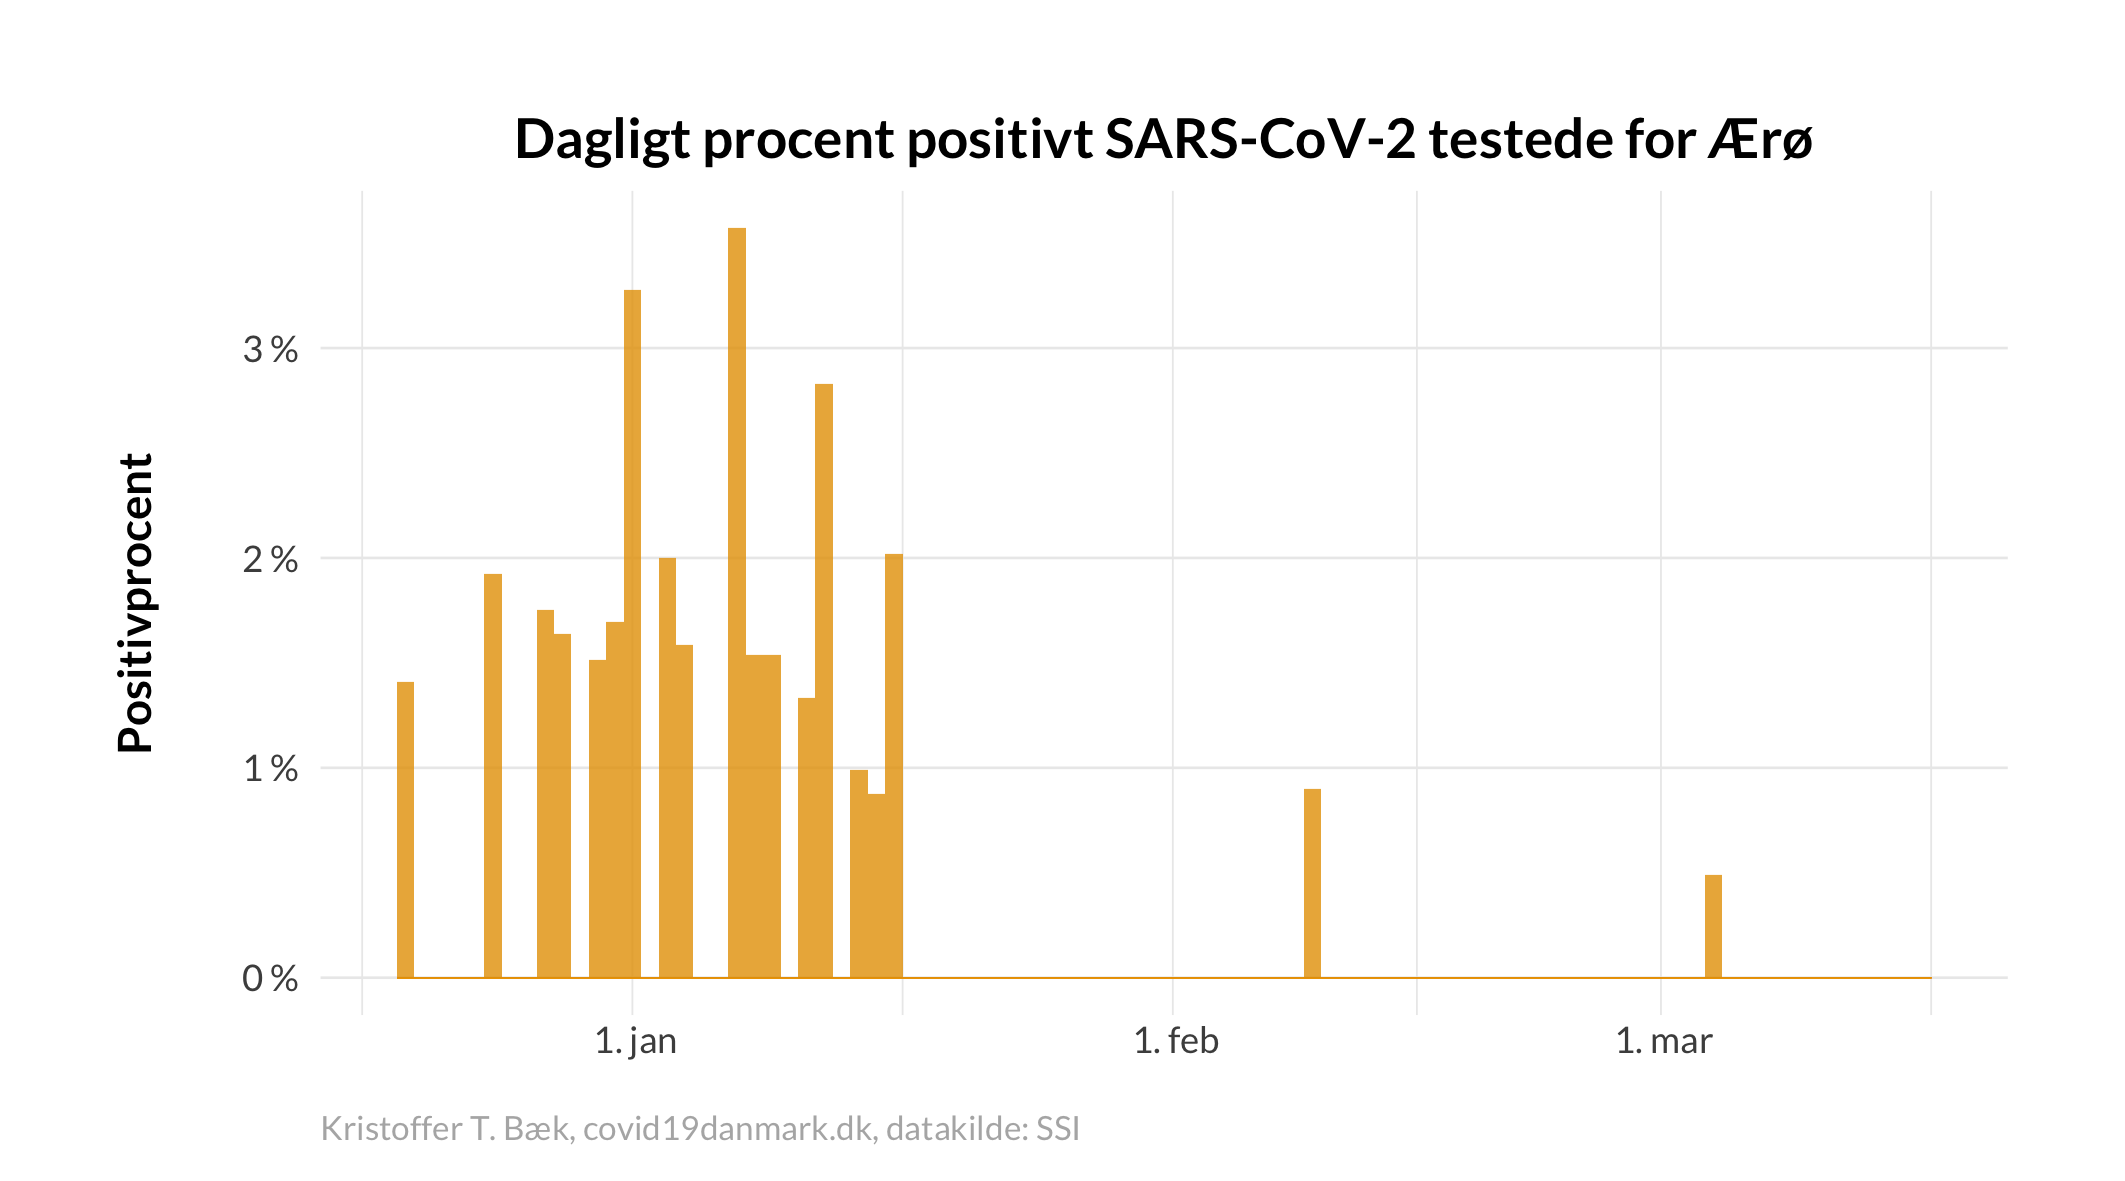 Dagligt procent positivt SARS-CoV-2 testede for Ærø
Positivprocent
3 %
2 %
1 %
0 %
1. jan
1. feb
1. mar
Kristoffer T. Bæk, covid19danmark.dk, datakilde: SSI